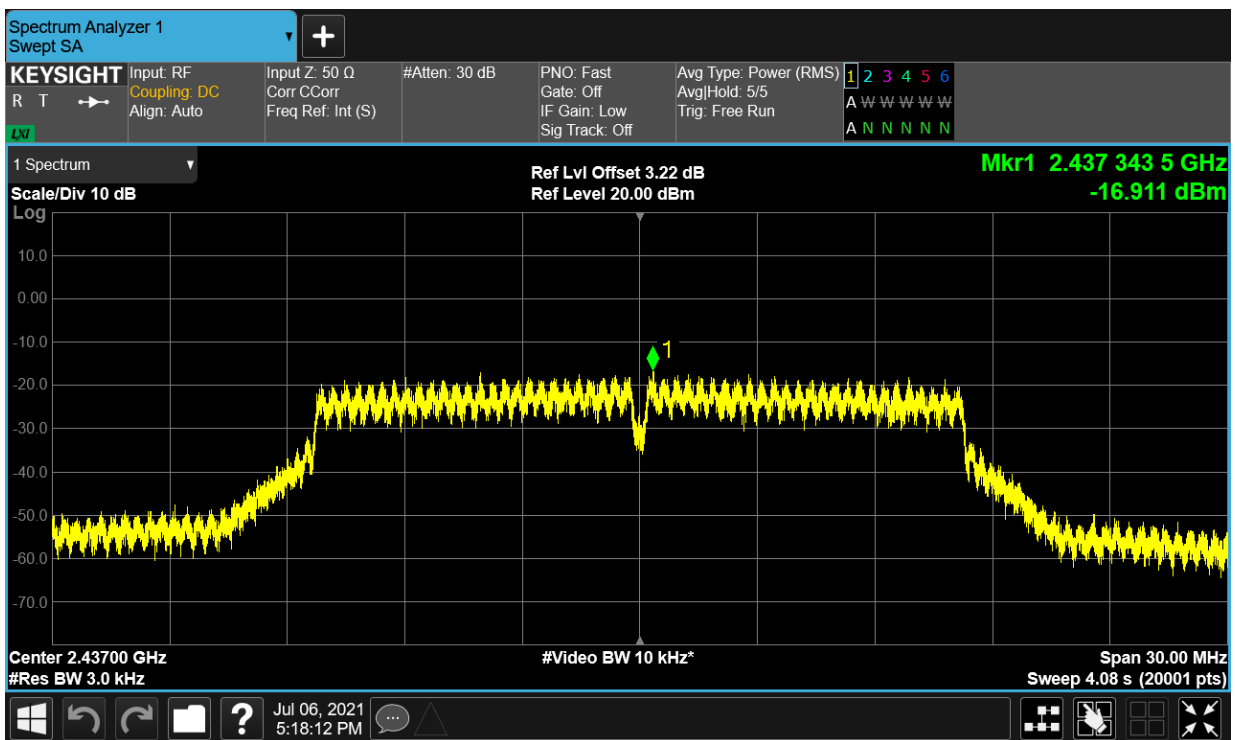 Spectrum Analyzer 1
Swept SA
+
KEYSIGHT
R T
LXI
Input: RF
Coupling: DC
Align: Auto
Input Z: 50 Ω
Corr CCorr
Freq Ref: Int (S)
#Atten: 30 dB
PNO: Fast
Gate: Off
IF Gain: Low
Sig Track: Off
Avg Type: Power (RMS)
Avg|Hold: 5/5
Trig: Free Run
1 2 3 4 5 6
A W W W W W
A N N N N N
1 Spectrum
Scale/Div 10 dB
Log
Ref Lvl Offset 3.22 dB
Ref Level 20.00 dBm
Mkr1 2.437 343 5 GHz
-16.911 dBm
10.0
0.00
-10.0
1
-20.0
-30.0
-40.0
-50.0
-60.0
-70.0
Center 2.43700 GHz
#Res BW 3.0 kHz
#Video BW 10 kHz*
Span 30.00 MHz
Sweep 4.08 s (20001 pts)
?
Jul 06, 2021
5:18:12 PM